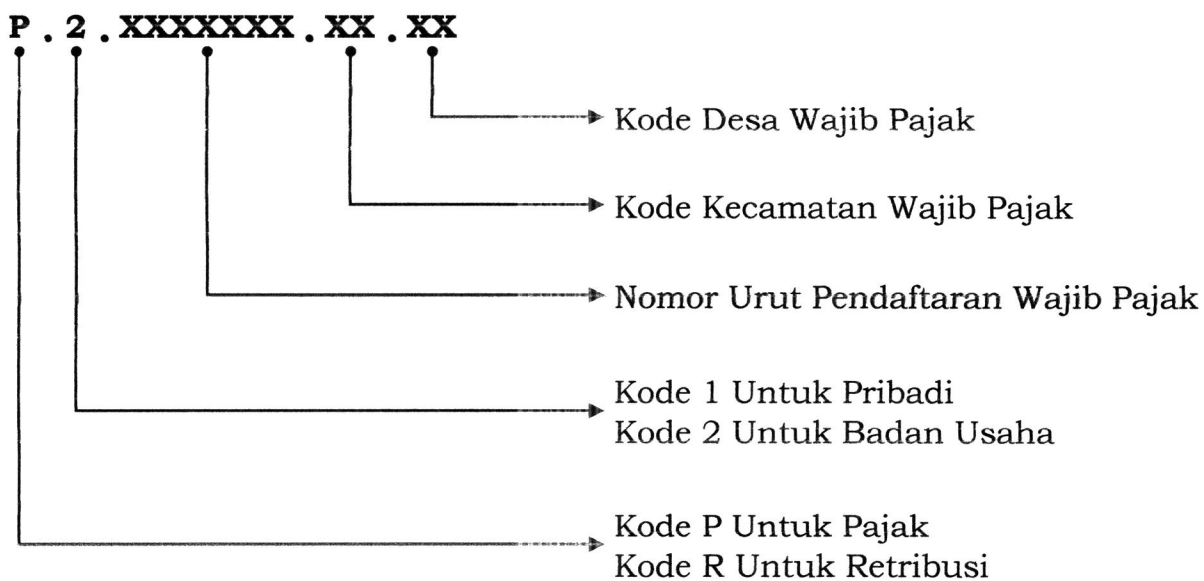 P . 2 . XXXXXXX . XX . XX
Kode Desa Wajib Pajak
Kode Kecamatan Wajib Pajak
Nomor Urut Pendaftaran Wajib Pajak
Kode 1 Untuk Pribadi
Kode 2 Untuk Badan Usaha
Kode P Untuk Pajak
Kode R Untuk Retribusi